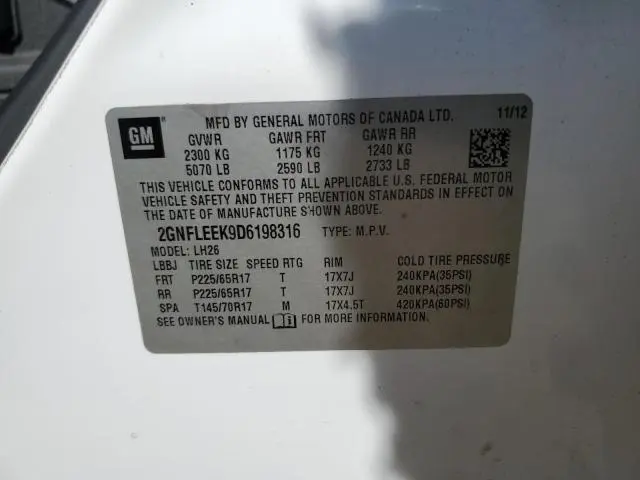 GM ® MFD BY GENERAL MOTORS OF CANADA LTD. 11/12
GVWR GAWR FRT GAWR RR
2300 KG 1175 KG 1240 KG
5070 LB 2590 LB 2733 LB
THIS VEHICLE CONFORMS TO ALL APPLICABLE U.S. FEDERAL MOTOR
VEHICLE SAFETY AND THEFT PREVENTION STANDARDS IN EFFECT ON
THE DATE OF MANUFACTURE SHOWN ABOVE.
2GNFLEEK9D6198316 TYPE: M.P.V.
MODEL: LH26
LBBJ TIRE SIZE SPEED RTG RIM COLD TIRE PRESSURE
FRT P225/65R17 T 17X7J 240KPA(35PSI)
RR P225/65R17 T 17X7J 240KPA(35PSI)
SPA T145/70R17 M 17X4.5T 420KPA(60PSI)
SEE OWNER'S MANUAL FOR MORE INFORMATION.